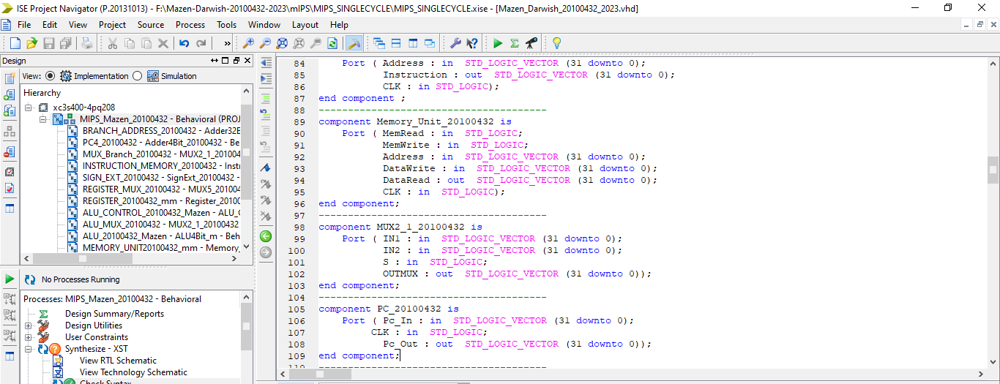 ISE Project Navigator (P.20131013) - F:\Mazen-Darwish-20100432-2023\mIPS\MIPS_SINGLECYCLE\MIPS_SINGLECYCLE.xise - [Mazen_Darwish_20100432_2023.vhd]
File Edit View Project Source Process Tools Window Layout Help
Design
View: Implementation Simulation
Hierarchy
xc3s400-4pq208
MIPS_Mazen_20100432 - Behavioral (PROJ
BRANCH_ADDRESS_20100432 - Adder32B
PC4_20100432 - Adder4Bit_20100432 - Be
MUX_Branch_20100432 - MUX2_1_201004
INSTRUCTION_MEMORY_20100432 - Inst
SIGN_EXT_20100432 - SignExt_20100432 -
REGISTER_MUX_20100432 - MUX5_201004
REGISTER_20100432_mm - Register_20100
ALU_CONTROL_20100432_Mazen - ALU_C
ALU_MUX_20100432 - MUX2_1_20100432
ALU_20100432_Mazen - ALU4Bit_m - Beh
MEMORY_UNIT20100432_mm - Memory_
No Processes Running
Processes: MIPS_Mazen_20100432 - Behavioral
Design Summary/Reports
Design Utilities
User Constraints
Synthesize - XST
View RTL Schematic
View Technology Schematic
Check Syntax
84 Port ( Address : in STD_LOGIC_VECTOR (31 downto 0);
85 Instruction : out STD_LOGIC_VECTOR (31 downto 0);
86 CLK : in STD_LOGIC);
87 end component ;
88 ---------------------------------------
89 component Memory_Unit_20100432 is
90 Port ( MemRead : in STD_LOGIC;
91 MemWrite : in STD_LOGIC;
92 Address : in STD_LOGIC_VECTOR (31 downto 0);
93 DataWrite : in STD_LOGIC_VECTOR (31 downto 0);
94 DataRead : out STD_LOGIC_VECTOR (31 downto 0);
95 CLK : in STD_LOGIC);
96 end component;
97 ---------------------------------------
98 component MUX2_1_20100432 is
99 Port ( IN1 : in STD_LOGIC_VECTOR (31 downto 0);
100 IN2 : in STD_LOGIC_VECTOR (31 downto 0);
101 S : in STD_LOGIC;
102 OUTMUX : out STD_LOGIC_VECTOR (31 downto 0));
103 end component;
104 ---------------------------------------
105 component PC_20100432 is
106 Port ( Pc_In : in STD_LOGIC_VECTOR (31 downto 0);
107 CLK : in STD_LOGIC;
108 Pc_Out : out STD_LOGIC_VECTOR (31 downto 0));
109 end component;
110 ---------------------------------------